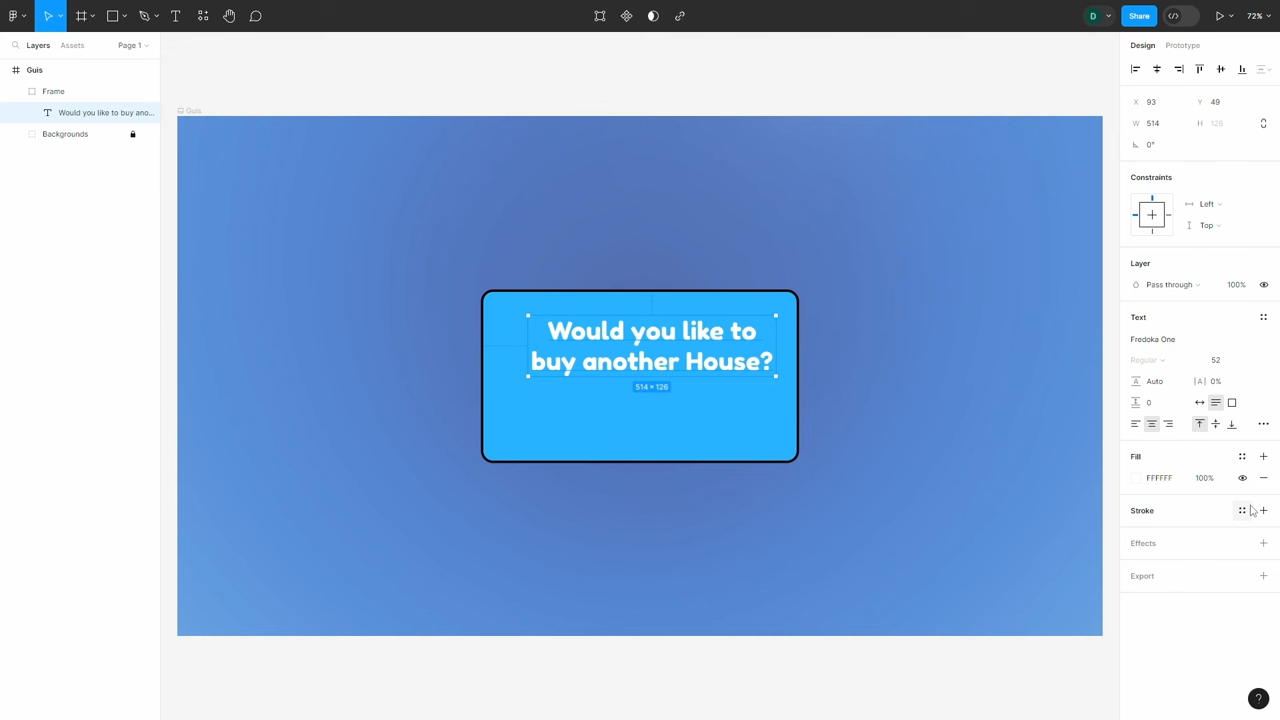 D
Share
72%
Layers
Assets
Page 1
Guis
Frame
Would you like to buy ano...
Backgrounds
Guis
Would you like to
buy another House?
514 × 126
Design
Prototype
X 93
Y 49
W 514
H 126
0°
Constraints
Left
Top
Layer
Pass through
100%
Text
Fredoka One
Regular
52
Auto
|A| 0%
0
Fill
FFFFFF
100%
Stroke
Effects
Export
?